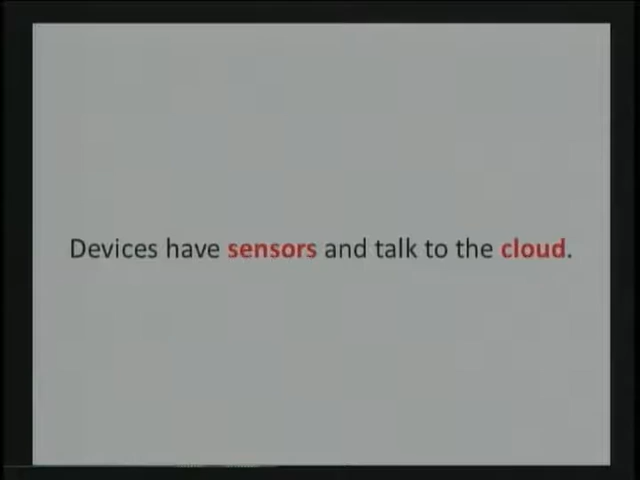 Devices have sensors and talk to the cloud.